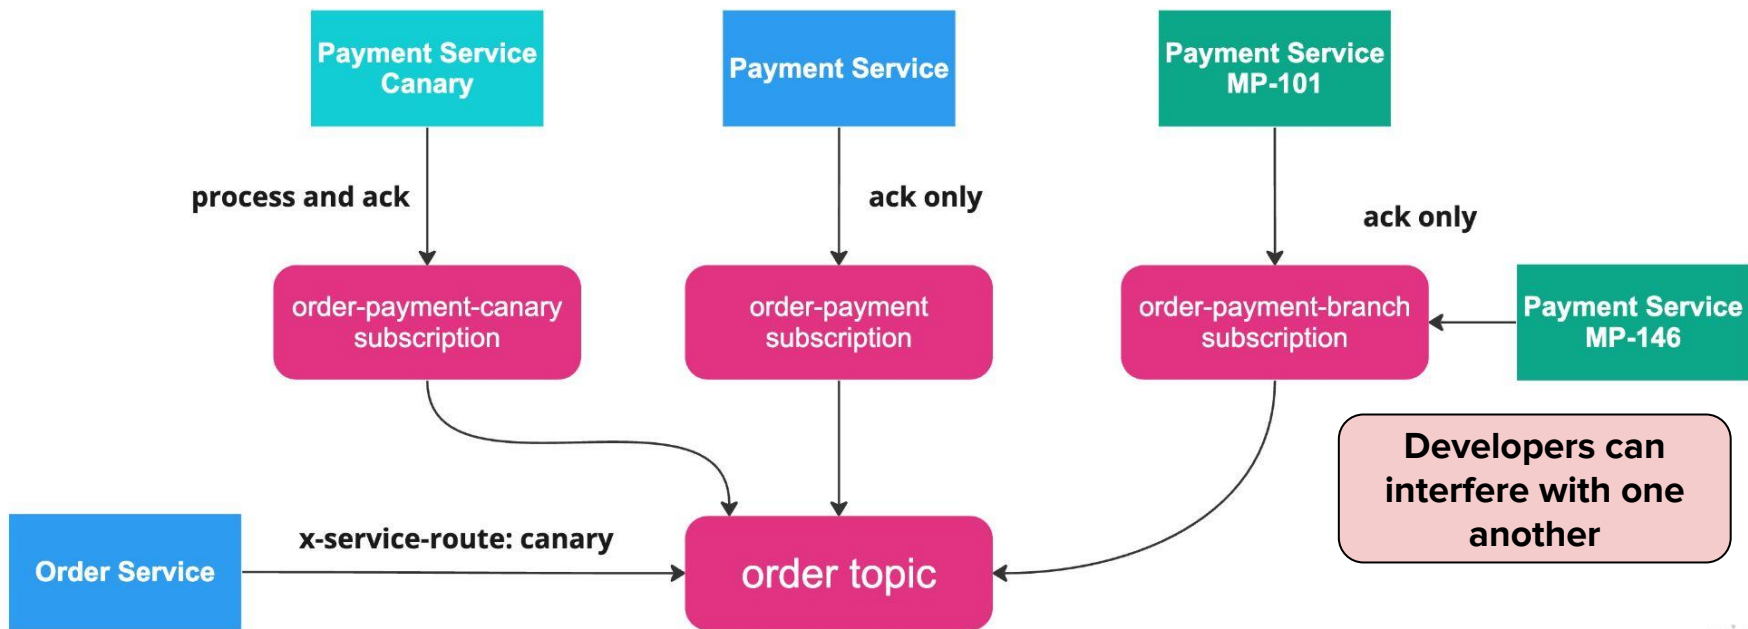 Payment Service
Canary
Payment Service
Payment Service
MP-101
process and ack
ack only
ack only
order-payment-canary
subscription
order-payment
subscription
order-payment-branch
subscription
Payment Service
MP-146
Developers can
interfere with one
another
x-service-route: canary
Order Service
order topic